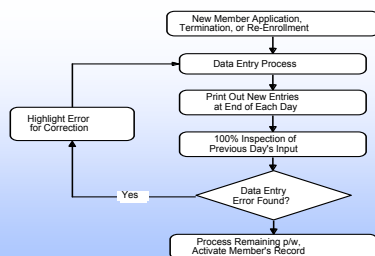 New Member Application,
Termination, or Re-Enrollment
Data Entry Process
Print Out New Entries
at End of Each Day
Highlight Error
for Correction
100% Inspection of
Previous Day's Input
Yes
Data Entry
Error Found?
Process Remaining p/w,
Activate Member's Record